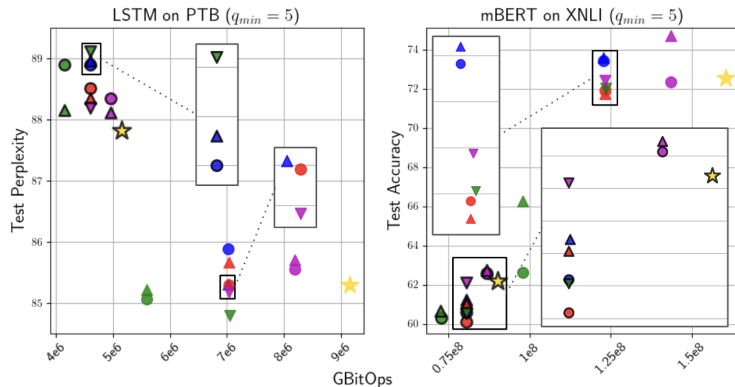 LSTM on PTB (q_min = 5)
Test Perplexity
89
88
87
86
85
4e6
5e6
6e6
7e6
8e6
9e6
mBERT on XNLI (q_min = 5)
Test Accuracy
74
72
70
68
66
64
62
60
0.75e8
1e8
1.25e8
1.5e8
GBitOps